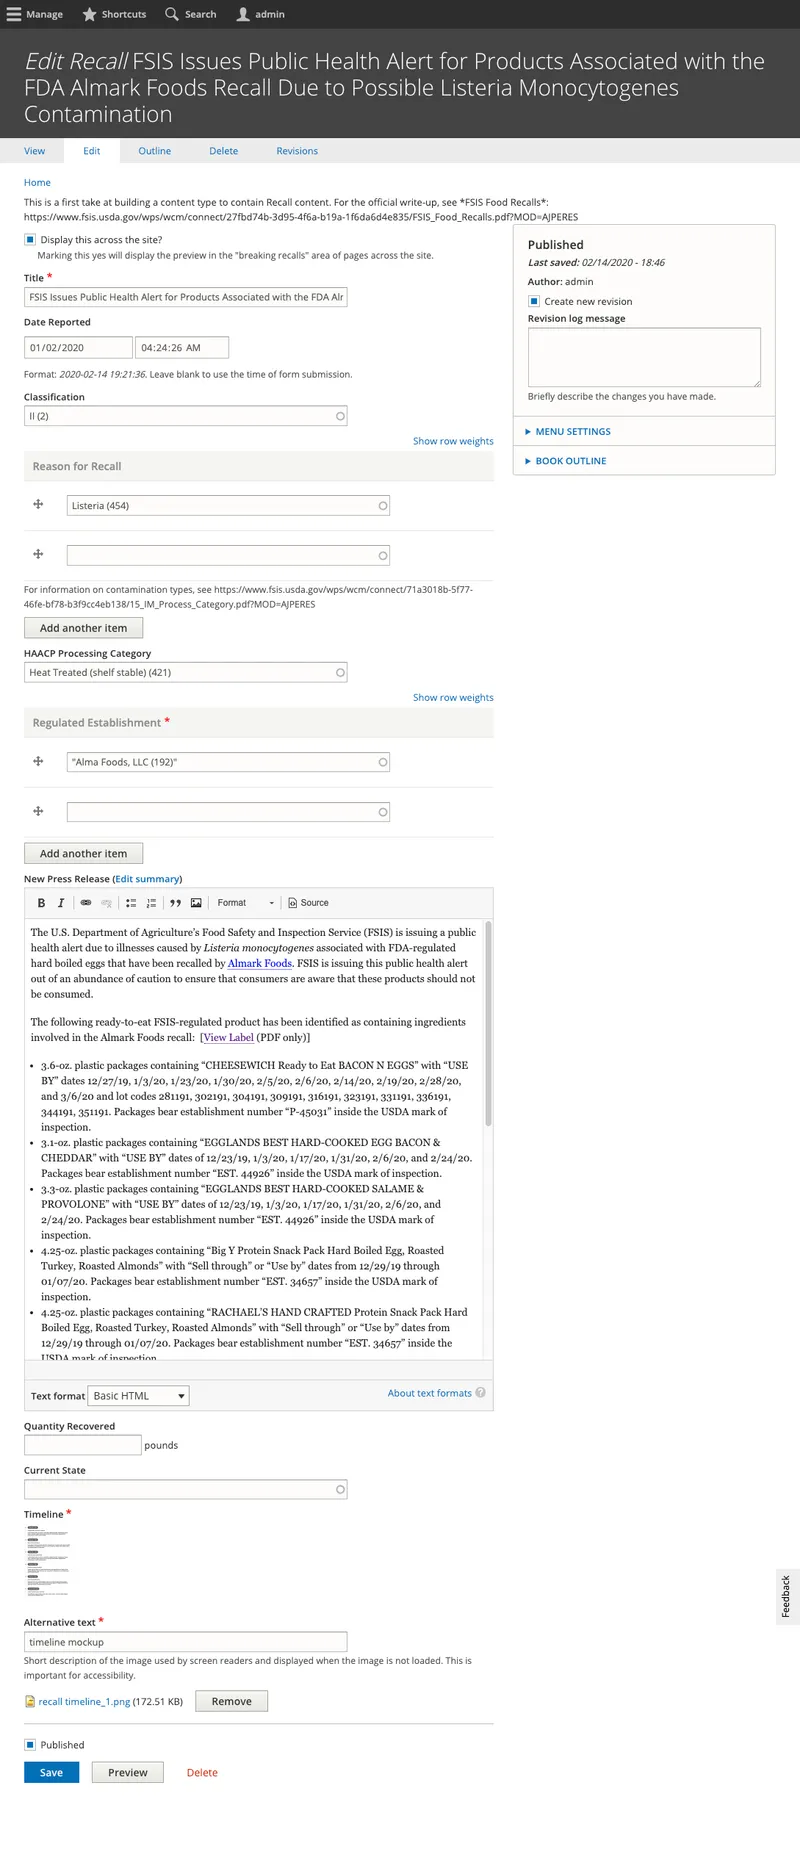 Manage Shortcuts Search admin
Edit Recall FSIS Issues Public Health Alert for Products Associated with the
FDA Almark Foods Recall Due to Possible Listeria Monocytogenes
Contamination
View Edit Outline Delete Revisions
Home
This is a first take at building a content type to contain Recall content. For the official write-up, see *FSIS Food Recalls*:
https://www.fsis.usda.gov/wps/wcm/connect/27fbd74b-3d95-4f6a-b19a-1f6da6d4e835/FSIS_Food_Recalls.pdf?MOD=AJPERES
Display this across the site?
Marking this yes will display the preview in the "breaking recalls" area of pages across the site.
Title *
FSIS Issues Public Health Alert for Products Associated with the FDA Alr
Date Reported
01/02/2020 04:24:26 AM
Format: 2020-02-14 19:21:36. Leave blank to use the time of form submission.
Classification
II (2)
Show row weights
Reason for Recall
Listeria (454)
For information on contamination types, see https://www.fsis.usda.gov/wps/wcm/connect/71a3018b-5f77-
46fe-bf78-b3f9cc4eb138/15_IM_Process_Category.pdf?MOD=AJPERES
Add another item
HAACP Processing Category
Heat Treated (shelf stable) (421)
Show row weights
Regulated Establishment *
"Alma Foods, LLC (192)"
Add another item
New Press Release (Edit summary)
B I Format Source
The U.S. Department of Agriculture's Food Safety and Inspection Service (FSIS) is issuing a public
health alert due to illnesses caused by Listeria monocytogenes associated with FDA-regulated
hard boiled eggs that have been recalled by Almark Foods. FSIS is issuing this public health alert
out of an abundance of caution to ensure that consumers are aware that these products should not
be consumed.
The following ready-to-eat FSIS-regulated product has been identified as containing ingredients
involved in the Almark Foods recall: [View Label (PDF only)]
• 3.6-oz. plastic packages containing “CHEESEWICH Ready to Eat BACON N EGGS” with “USE
BY” dates 12/27/19, 1/3/20, 1/23/20, 1/30/20, 2/5/20, 2/6/20, 2/14/20, 2/19/20, 2/28/20,
and 3/6/20 and lot codes 281191, 302191, 304191, 309191, 316191, 323191, 331191, 336191,
344191, 351191. Packages bear establishment number “P-45031” inside the USDA mark of
inspection.
• 3.1-oz. plastic packages containing “EGGLANDS BEST HARD-COOKED EGG BACON &
CHEDDAR” with “USE BY” dates of 12/23/19, 1/3/20, 1/17/20, 1/31/20, 2/6/20, and 2/24/20.
Packages bear establishment number “EST. 44926” inside the USDA mark of inspection.
• 3.3-oz. plastic packages containing “EGGLANDS BEST HARD-COOKED SALAME &
PROVOLONE” with “USE BY” dates of 12/23/19, 1/3/20, 1/17/20, 1/31/20, 2/6/20, and
2/24/20. Packages bear establishment number “EST. 44926” inside the USDA mark of
inspection.
• 4.25-oz. plastic packages containing “Big Y Protein Snack Pack Hard Boiled Egg, Roasted
Turkey, Roasted Almonds” with “Sell through” or “Use by” dates from 12/29/19 through
01/07/20. Packages bear establishment number “EST. 34657” inside the USDA mark of
inspection.
• 4.25-oz. plastic packages containing “RACHAEL'S HAND CRAFTED Protein Snack Pack Hard
Boiled Egg, Roasted Turkey, Roasted Almonds” with “Sell through” or “Use by” dates from
12/29/19 through 01/07/20. Packages bear establishment number “EST. 34657” inside the
USDA mark of inspection
Text format Basic HTML About text formats ?
Quantity Recovered
pounds
Current State
Timeline *
Alternative text *
timeline mockup
Short description of the image used by screen readers and displayed when the image is not loaded. This is
important for accessibility.
recall timeline_1.png (172.51 KB) Remove
Published
Save Preview Delete
Published
Last saved: 02/14/2020 - 18:46
Author: admin
Create new revision
Revision log message
Briefly describe the changes you have made.
MENU SETTINGS
BOOK OUTLINE
Feedback